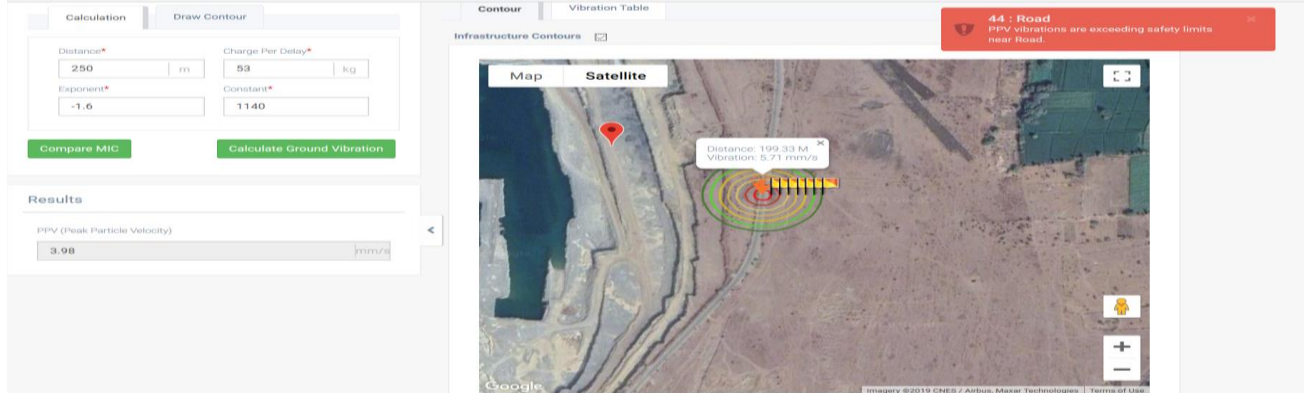 Calculation
Draw Contour
Distance*
Charge Per Delay*
250 m
53 kg
Exponent*
Constant*
-1.6
1140
Compare MIC
Calculate Ground Vibration
Results
PPV (Peak Particle Velocity)
3.98 mm/s
<
Contour
Vibration Table
Infrastructure Contours
44 : Road
PPV vibrations are exceeding safety limits
near Road.
×
Map
Satellite
Distance: 199.33 M
Vibration: 5.71 mm/s
×
+
−
Google
Imagery ©2019 CNES / Airbus, Maxar Technologies
Terms of Use